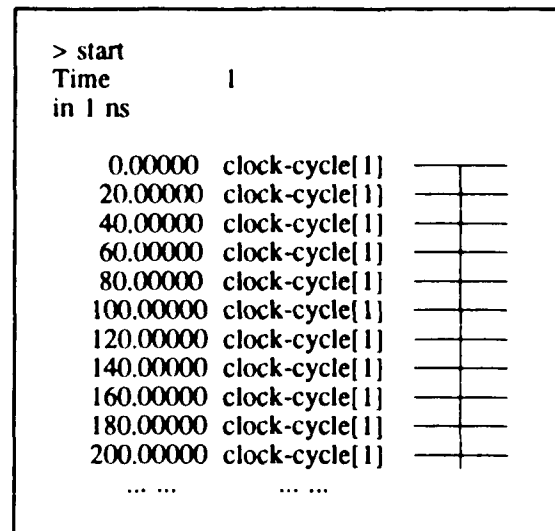 > start
Time 1
in 1 ns
0.00000 clock-cycle[1]
20.00000 clock-cycle[1]
40.00000 clock-cycle[1]
60.00000 clock-cycle[1]
80.00000 clock-cycle[1]
100.00000 clock-cycle[1]
120.00000 clock-cycle[1]
140.00000 clock-cycle[1]
160.00000 clock-cycle[1]
180.00000 clock-cycle[1]
200.00000 clock-cycle[1]
... ... ... ...